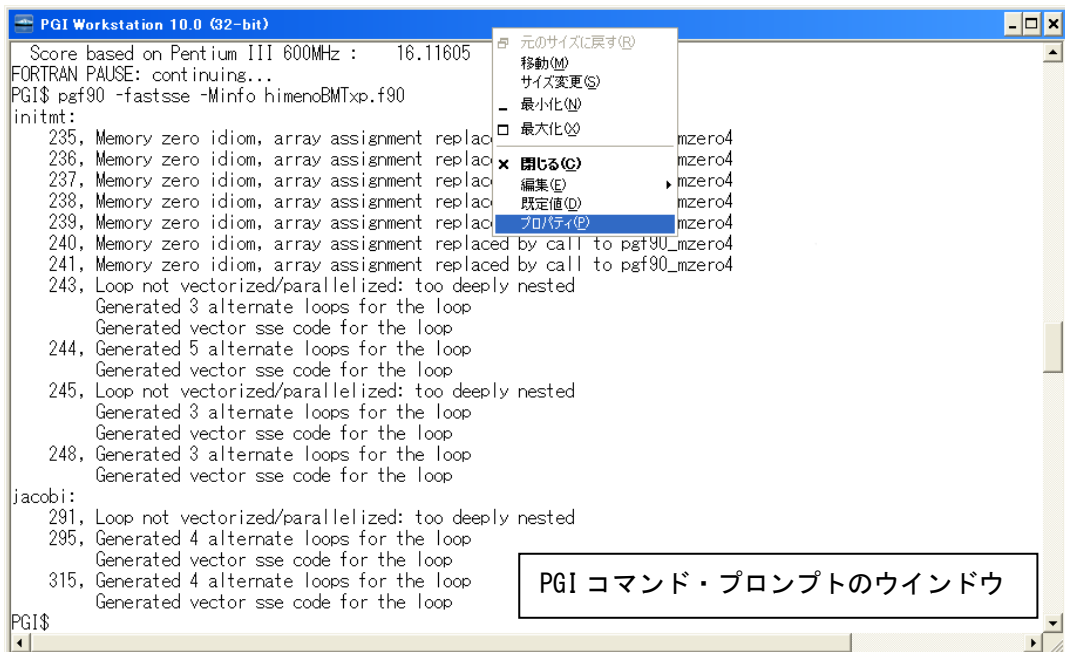 PGI Workstation 10.0 (32-bit)
Score based on Pentium III 600MHz :     16.11605
FORTRAN PAUSE: continuing...
PGI$ pgf90 -fastsse -Minfo himenoBMTxp.f90
initmt:
235, Memory zero idiom, array assignment replac
mzero4
236, Memory zero idiom, array assignment replac
mzero4
237, Memory zero idiom, array assignment replac
mzero4
238, Memory zero idiom, array assignment replac
mzero4
239, Memory zero idiom, array assignment replac
mzero4
240, Memory zero idiom, array assignment replaced by call to pgf90_mzero4
241, Memory zero idiom, array assignment replaced by call to pgf90_mzero4
243, Loop not vectorized/parallelized: too deeply nested
Generated 3 alternate loops for the loop
Generated vector sse code for the loop
244, Generated 5 alternate loops for the loop
Generated vector sse code for the loop
245, Loop not vectorized/parallelized: too deeply nested
Generated 3 alternate loops for the loop
Generated vector sse code for the loop
248, Generated 3 alternate loops for the loop
Generated vector sse code for the loop
jacobi:
291, Loop not vectorized/parallelized: too deeply nested
295, Generated 4 alternate loops for the loop
Generated vector sse code for the loop
315, Generated 4 alternate loops for the loop
Generated vector sse code for the loop
PGI$
元のサイズに戻す(R)
移動(M)
サイズ変更(S)
最小化(N)
最大化(X)
閉じる(C)
編集(E)
既定値(D)
プロパティ(P)
PGI コマンド・プロンプトのウインドウ